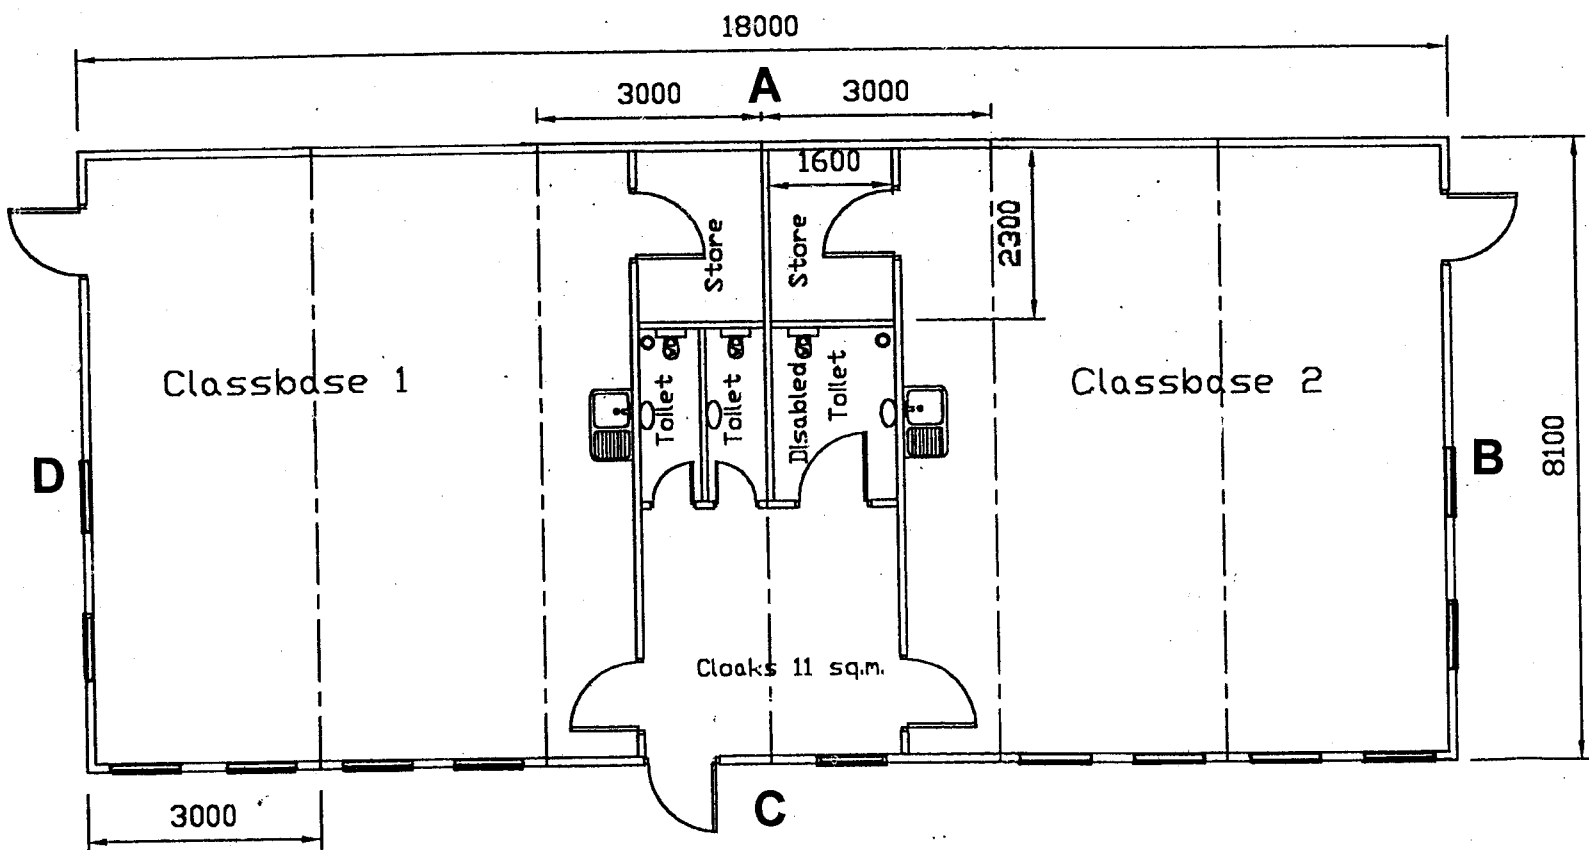 18000
3000 A 3000
1600
2300
Store
Store
Classbase 1
Toilet
Toilet
Disabled
Toilet
Classbase 2
D
B
8100
Cloaks 11 sq.m.
3000
C